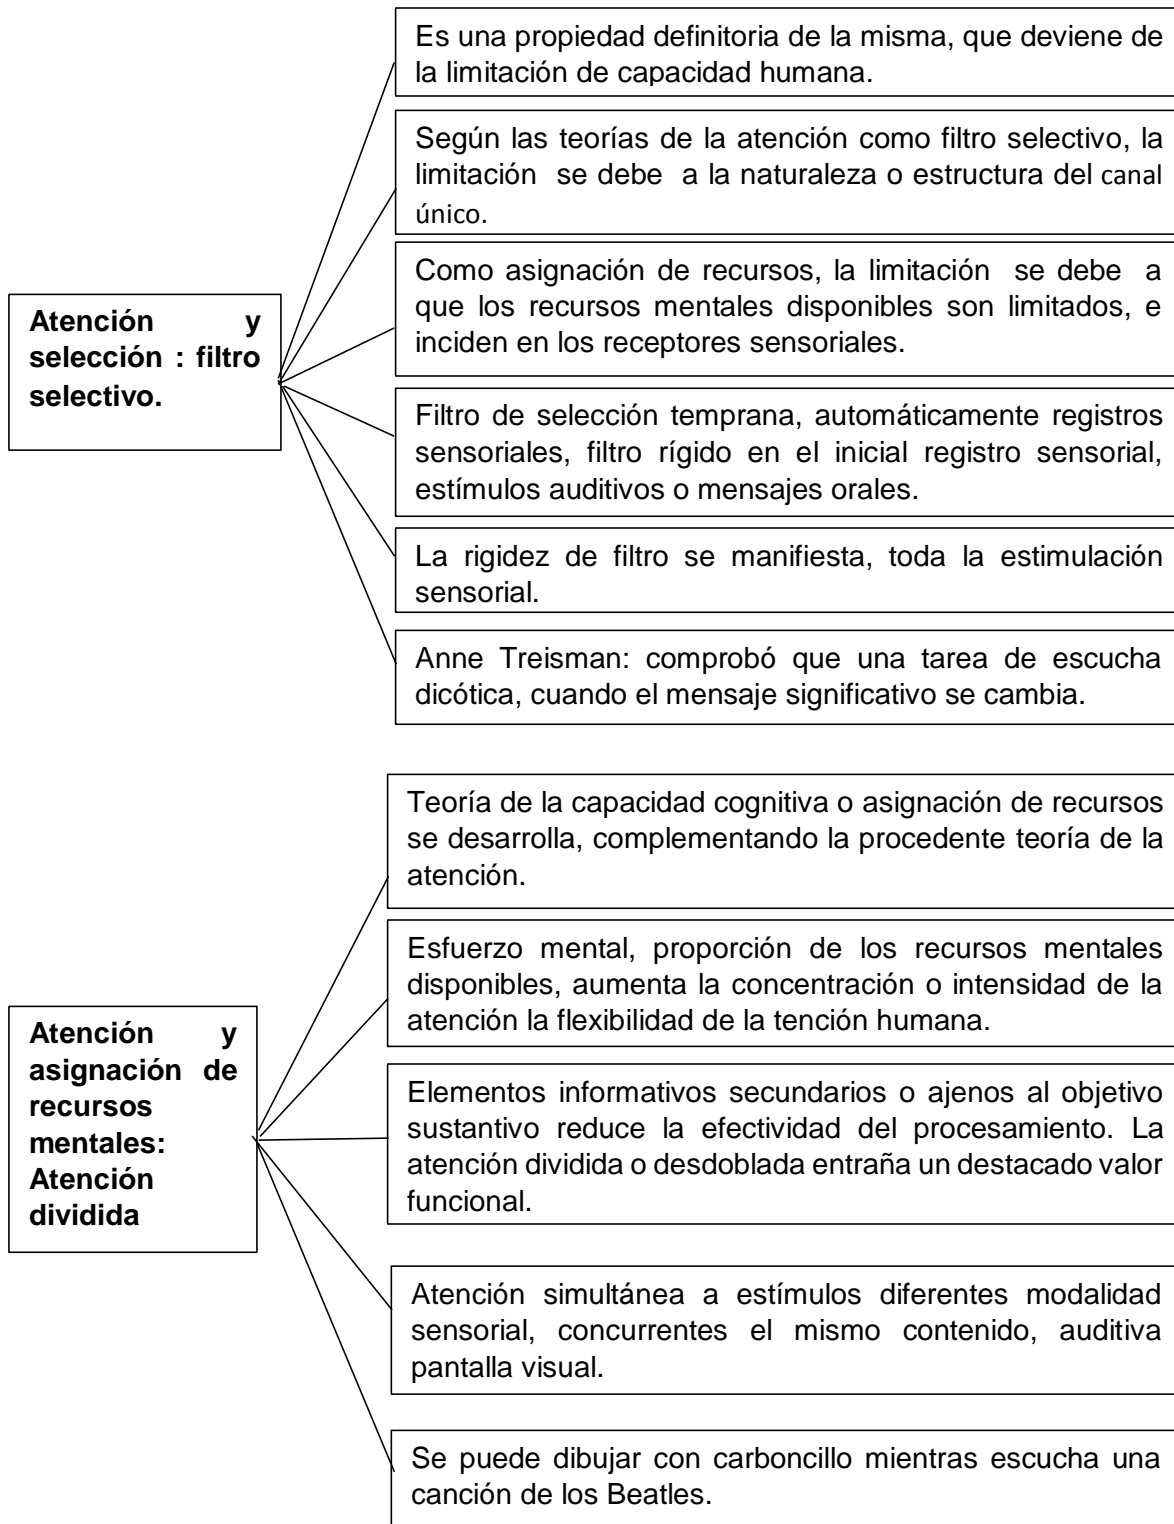 Es una propiedad definitoria de la misma, que deviene de
la limitación de capacidad humana.
Según las teorías de la atención como filtro selectivo, la
limitación se debe a la naturaleza o estructura del canal
único.
Como asignación de recursos, la limitación se debe a
que los recursos mentales disponibles son limitados, e
inciden en los receptores sensoriales.
Atención y
selección : filtro
selectivo.
Filtro de selección temprana, automáticamente registros
sensoriales, filtro rígido en el inicial registro sensorial,
estímulos auditivos o mensajes orales.
La rigidez de filtro se manifiesta, toda la estimulación
sensorial.
Anne Treisman: comprobó que una tarea de escucha
dicótica, cuando el mensaje significativo se cambia.
Teoría de la capacidad cognitiva o asignación de recursos
se desarrolla, complementando la procedente teoría de la
atención.
Esfuerzo mental, proporción de los recursos mentales
disponibles, aumenta la concentración o intensidad de la
atención la flexibilidad de la tención humana.
Atención y
asignación de
recursos
mentales:
Atención
dividida
Elementos informativos secundarios o ajenos al objetivo
sustantivo reduce la efectividad del procesamiento. La
atención dividida o desdoblada entraña un destacado valor
funcional.
Atención simultánea a estímulos diferentes modalidad
sensorial, concurrentes el mismo contenido, auditiva
pantalla visual.
Se puede dibujar con carboncillo mientras escucha una
canción de los Beatles.